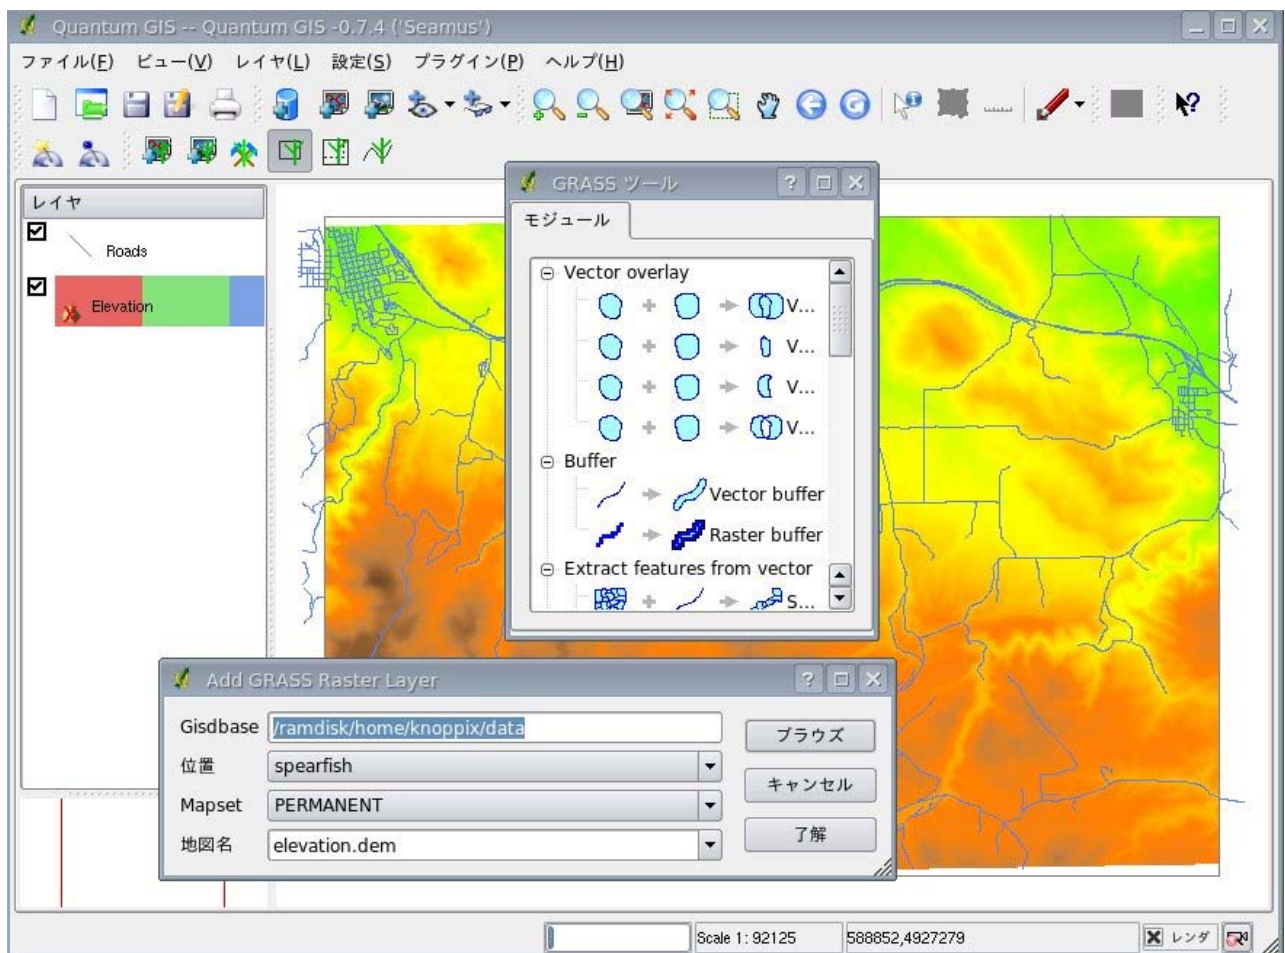 Quantum GIS -- Quantum GIS -0.7.4 ('Seamus')
ファイル(F) ビュー(V) レイヤ(L) 設定(S) プラグイン(P) ヘルプ(H)
レイヤ
Roads
Elevation
GRASS ツール
モジュール
Vector overlay
V...
V...
V...
V...
Buffer
Vector buffer
Raster buffer
Extract features from vector
S...
Add GRASS Raster Layer
Gisdbase /ramdisk/home/knoppix/data ブラウズ
位置 spearfish キャンセル
Mapset PERMANENT
地図名 elevation.dem 了解
Scale 1: 92125 588852,4927279 レンダ